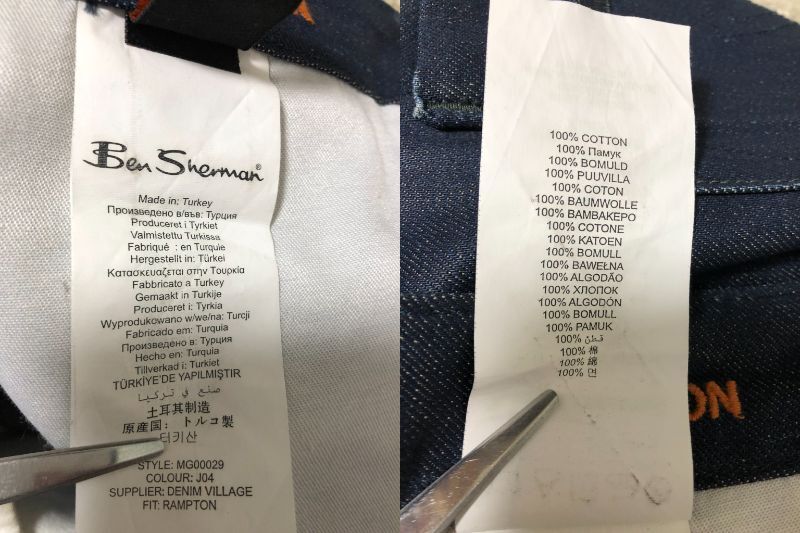 Ben Sherman®
Made in: Turkey
Произведено в/във: Турция
Produceret i Tyrkiet
Valmistettu Turkissa
Fabriqué : en Turquie
Hergestellt in: Türkei
Κατασκευαζεται στην Τουρκία
Fabbricato a Turkey
Gemaakt in Turkije
Produceret i: Tyrkia
Wyprodukowano w/we/na: Turcji
Fabricado em: Turquia
Произведено в: Турция
Hecho en: Turquia
Tillverkad i: Turkiet
TÜRKİYE'DE YAPILMIŞTIR
صنع في تركيا
土耳其制造
原産国: トルコ製
터키산
STYLE: MG00029
COLOUR: J04
SUPPLIER: DENIM VILLAGE
FIT: RAMPTON
100% COTTON
100% Памук
100% BOMULD
100% PUUVILLA
100% COTON
100% BAUMWOLLE
100% BAMBAKEPO
100% COTONE
100% KATOEN
100% BOMULL
100% BAWEŁNA
100% ALGODÃO
100% ХЛОПОК
100% ALGODÓN
100% BOMULL
100% PAMUK
100% قطن
100% 棉
100% 綿
100% 면
ON